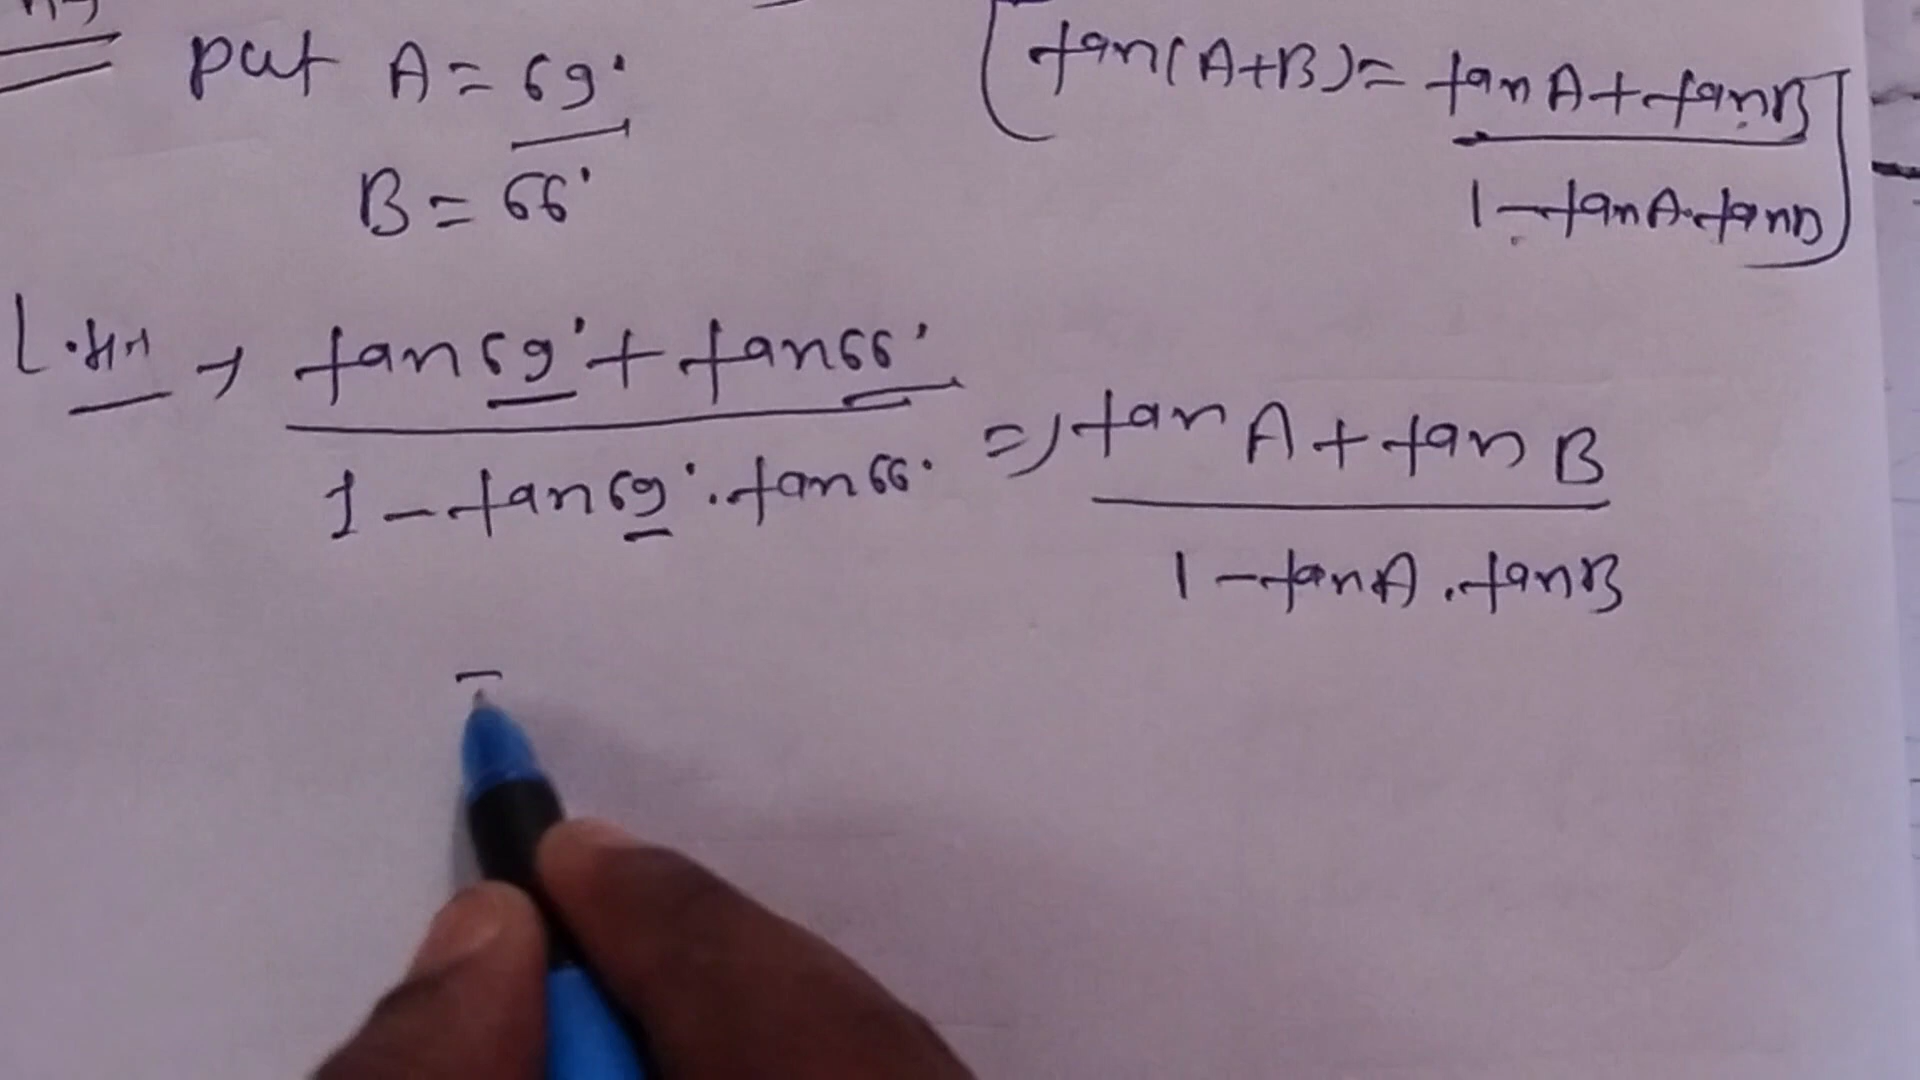 put A = 69°
tan(A+B) = tanA + tanB / 1 - tanA.tanB
B = 66°
L.H.S → tan69° + tan66° / 1 - tan69°.tan66° => tanA + tanB / 1 - tanA.tanB
=